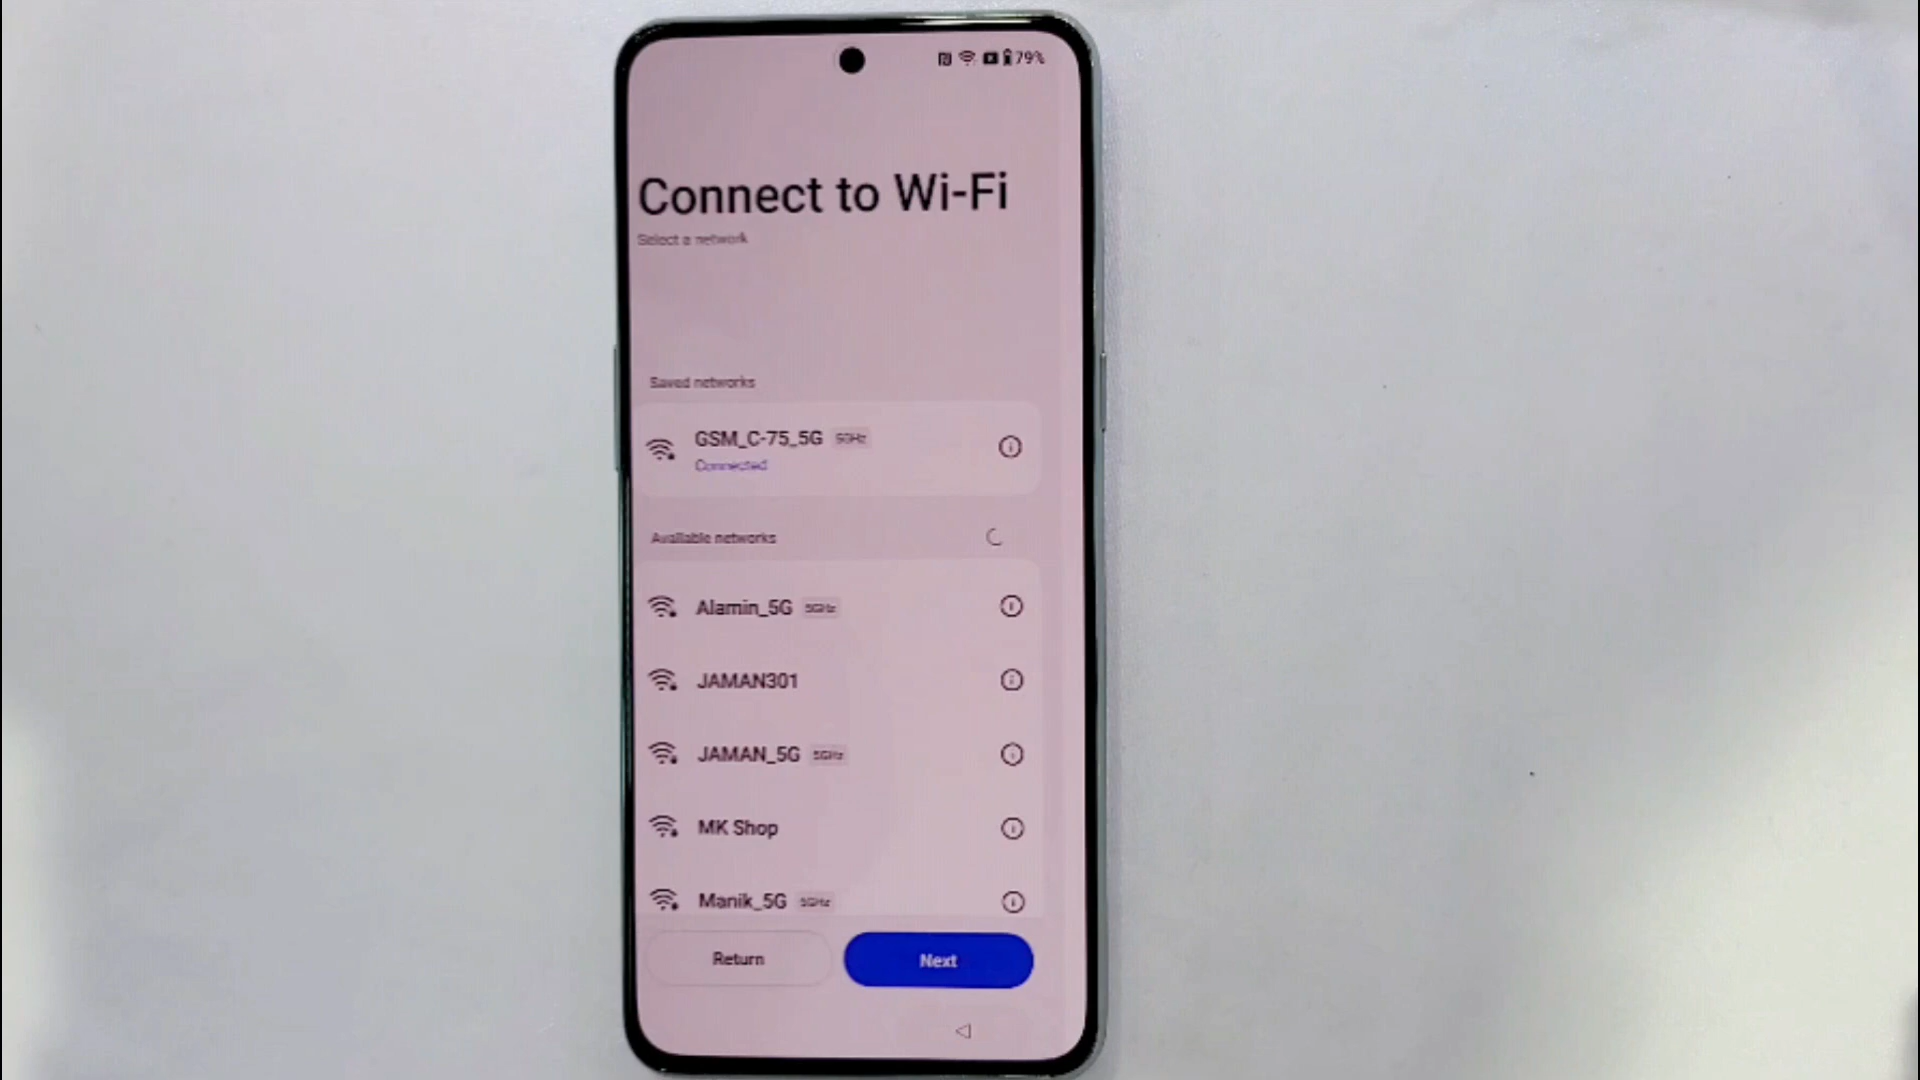 79%
Connect to Wi-Fi
Select a network
Saved networks
GSM_C-75_5G 5GHz
Connected
Available networks
Alamin_5G 5GHz
JAMAN301
JAMAN_5G 5GHz
MK Shop
Manik_5G 5GHz
Return
Next